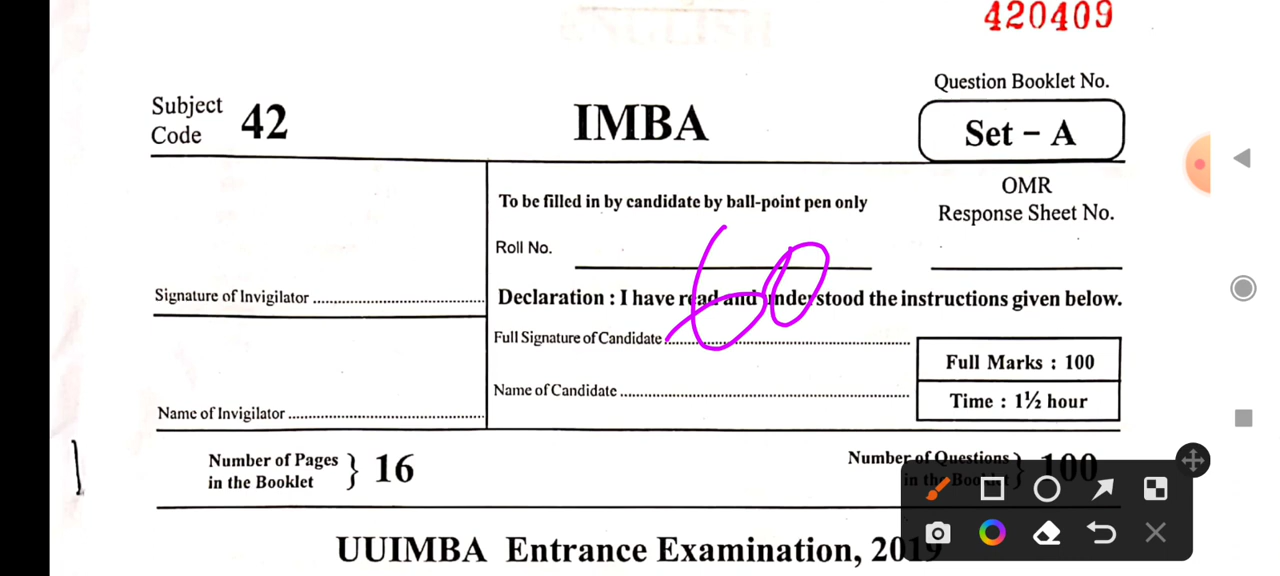 420409
Question Booklet No.
Subject Code 42
IMBA
Set – A
To be filled in by candidate by ball-point pen only
OMR
Response Sheet No.
Roll No.
60
Signature of Invigilator
Declaration : I have read and understood the instructions given below.
Full Signature of Candidate
Full Marks : 100
Name of Candidate
Time : 1½ hour
Name of Invigilator
Number of Pages in the Booklet } 16
Number of Questions in the Booklet } 100
UUIMBA Entrance Examination, 2019